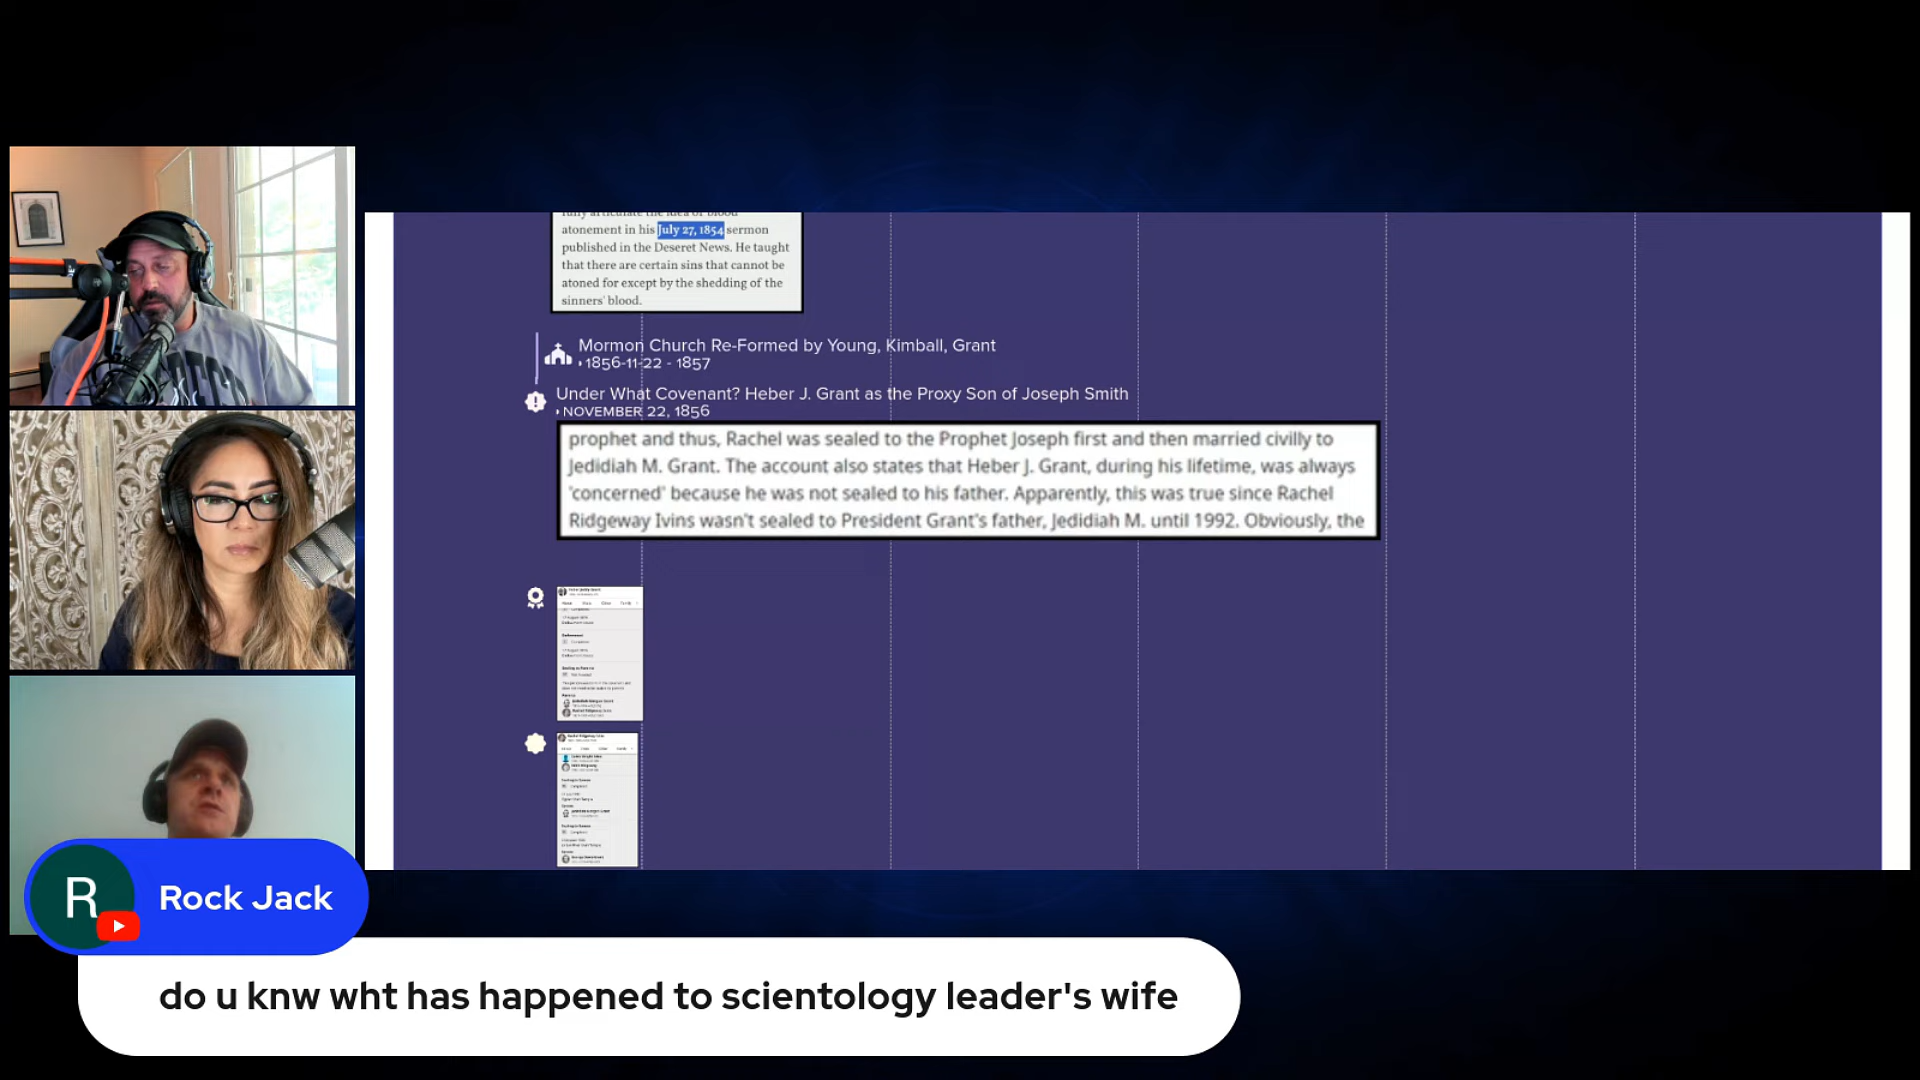 fully articulate the idea of blood
atonement in his July 27, 1854 sermon
published in the Deseret News. He taught
that there are certain sins that cannot be
atoned for except by the shedding of the
sinners' blood.
Mormon Church Re-Formed by Young, Kimball, Grant
1856-11-22 - 1857
Under What Covenant? Heber J. Grant as the Proxy Son of Joseph Smith
NOVEMBER 22, 1856
prophet and thus, Rachel was sealed to the Prophet Joseph first and then married civilly to
Jedidiah M. Grant. The account also states that Heber J. Grant, during his lifetime, was always
'concerned' because he was not sealed to his father. Apparently, this was true since Rachel
Ridgeway Ivins wasn't sealed to President Grant's father, Jedidiah M. until 1992. Obviously, the
R
Rock Jack
do u knw wht has happened to scientology leader's wife